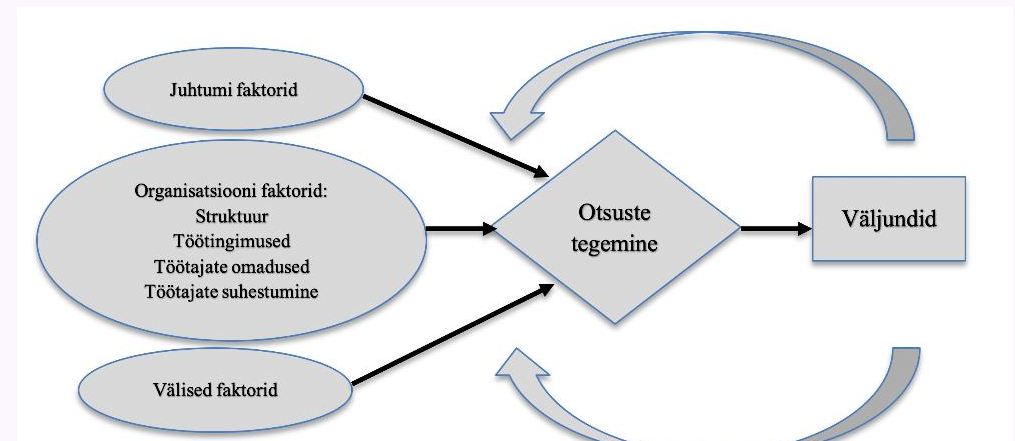 Juhtumi faktorid
Organisatsiooni faktorid:
Struktuur
Töötingimused
Töötajate omadused
Töötajate suhestumine
Välised faktorid
Otsuste
tegemine
Väljundid